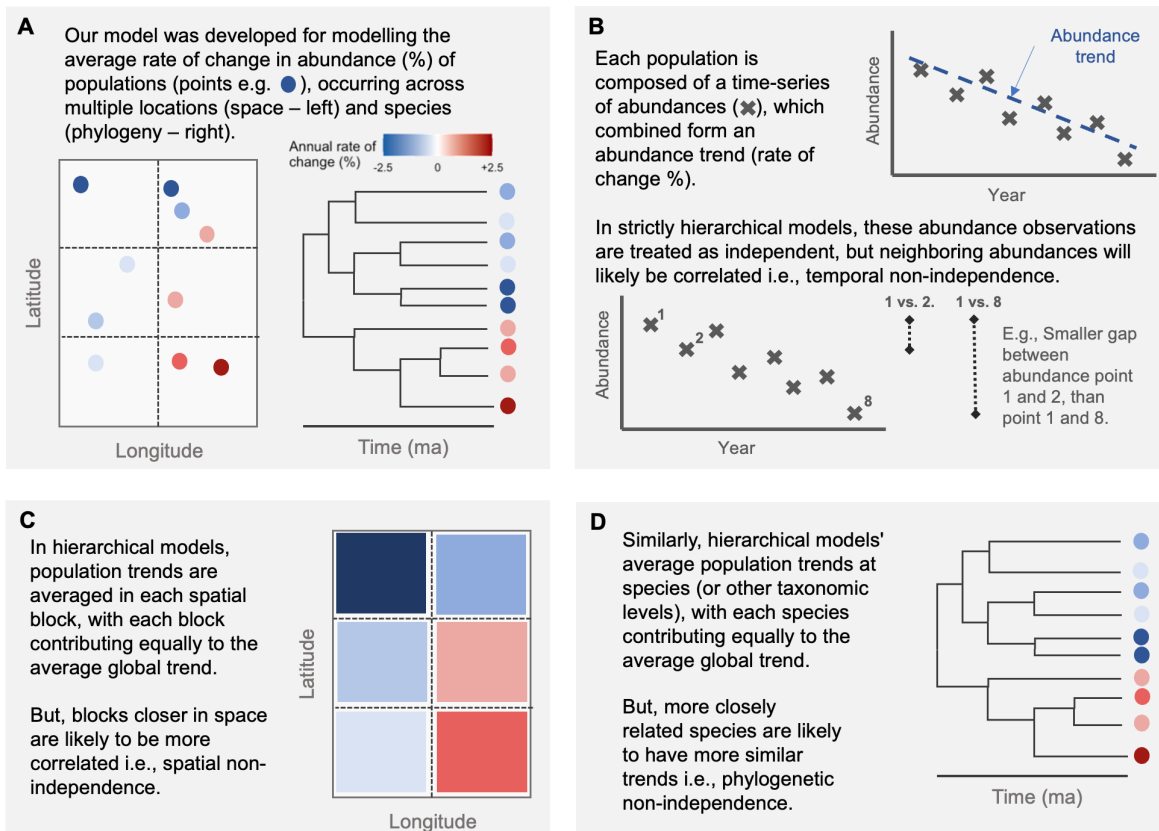 A
Our model was developed for modelling the
average rate of change in abundance (%) of
populations (points e.g. ), occurring across
multiple locations (space – left) and species
(phylogeny – right).
Annual rate of
change (%)
-2.5
0
+2.5
Latitude
Longitude
Time (ma)
B
Each population is
composed of a time-series
of abundances (✖), which
combined form an
abundance trend (rate of
change %).
Abundance
trend
Abundance
Year
In strictly hierarchical models, these abundance observations
are treated as independent, but neighboring abundances will
likely be correlated i.e., temporal non-independence.
Abundance
1
2
8
Year
1 vs. 2.
1 vs. 8
E.g., Smaller gap
between
abundance point
1 and 2, than
point 1 and 8.
C
In hierarchical models,
population trends are
averaged in each spatial
block, with each block
contributing equally to the
average global trend.
But, blocks closer in space
are likely to be more
correlated i.e., spatial non-
independence.
Latitude
Longitude
D
Similarly, hierarchical models'
average population trends at
species (or other taxonomic
levels), with each species
contributing equally to the
average global trend.
But, more closely
related species are likely
to have more similar
trends i.e., phylogenetic
non-independence.
Time (ma)